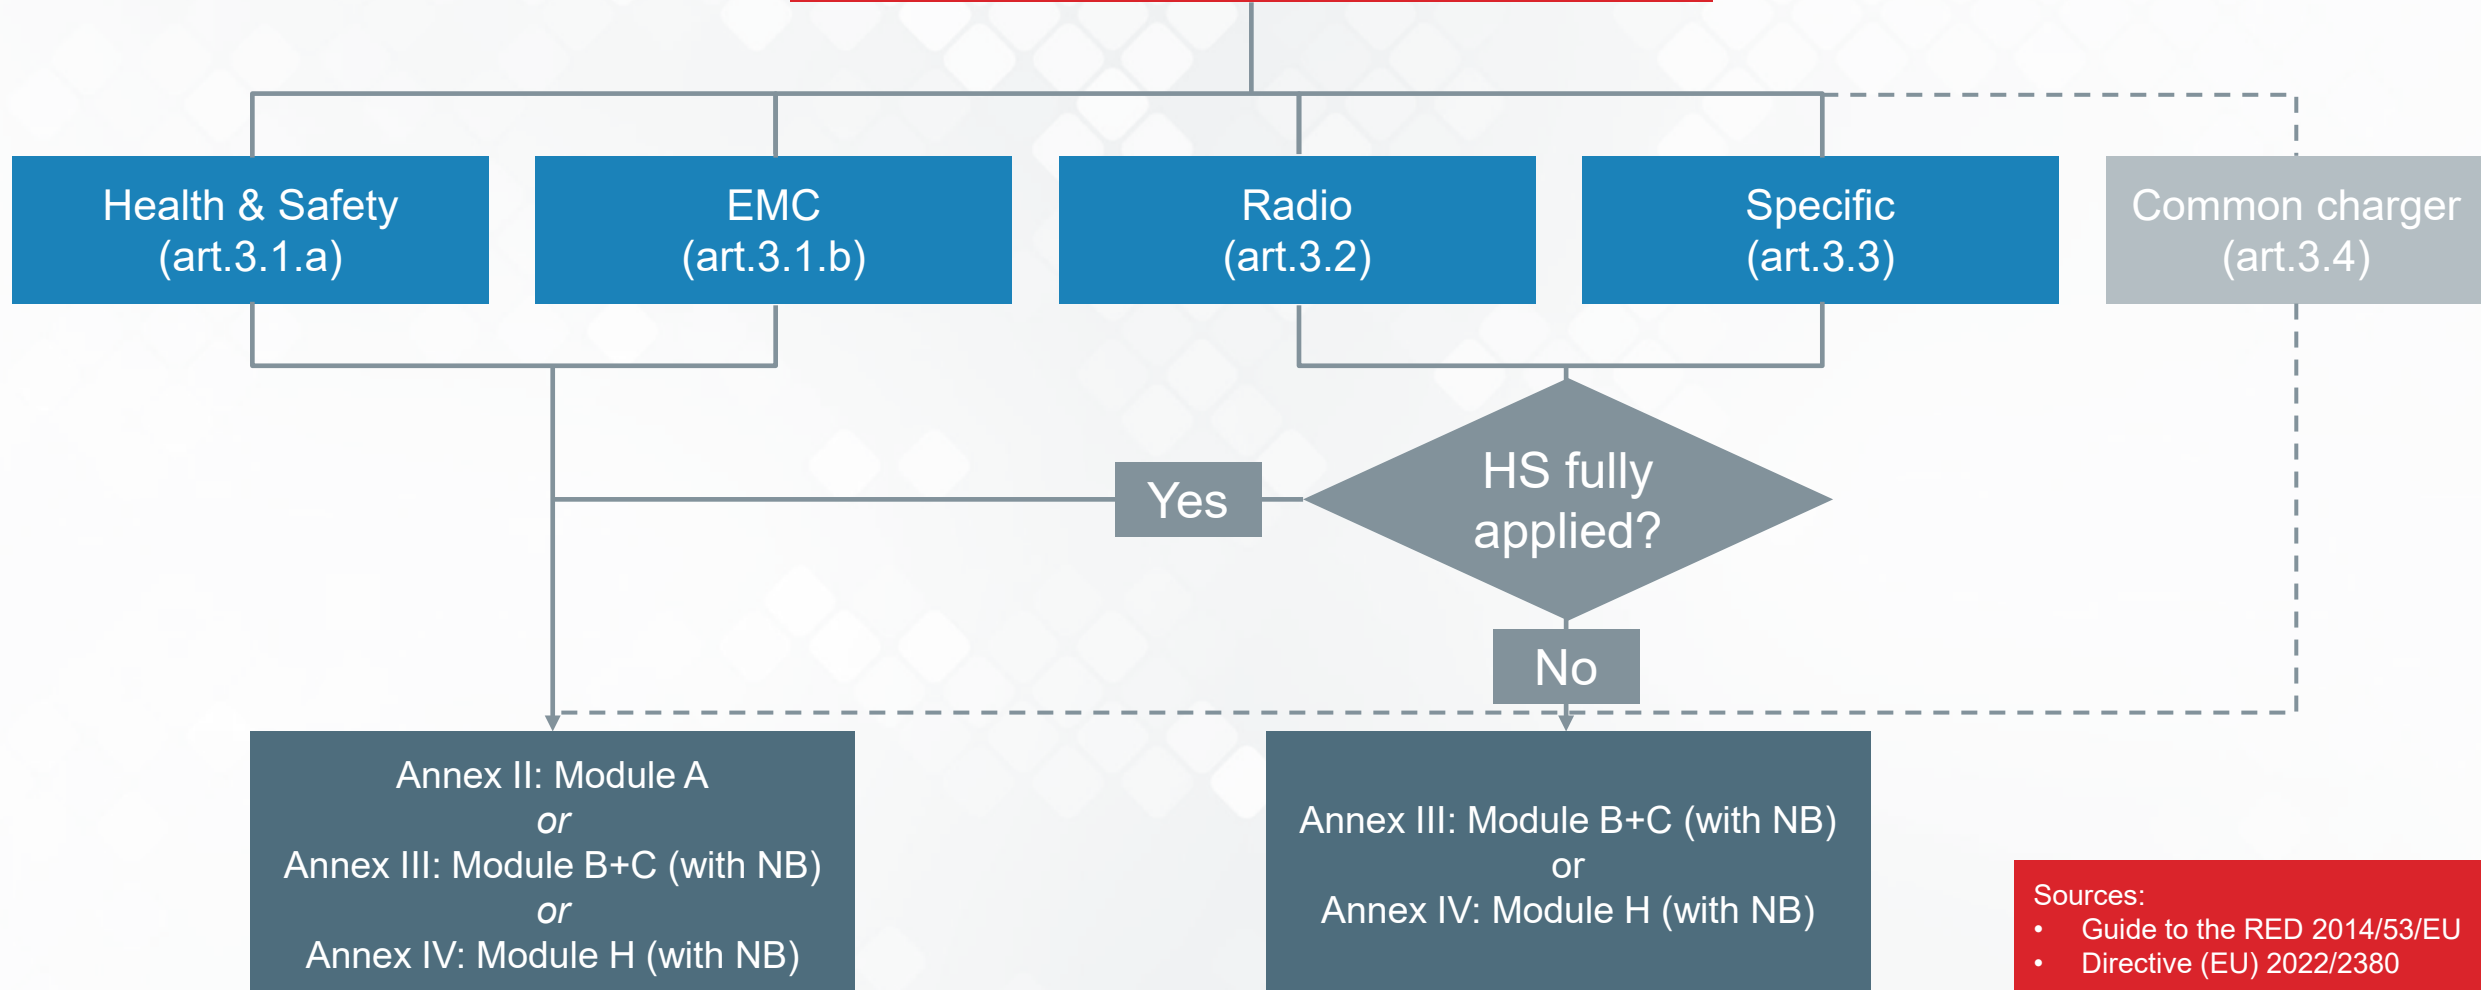 Health & Safety
(art.3.1.a)
EMC
(art.3.1.b)
Radio
(art.3.2)
Specific
(art.3.3)
Common charger
(art.3.4)
HS fully
applied?
Yes
No
Annex II: Module A
or
Annex III: Module B+C (with NB)
or
Annex IV: Module H (with NB)
Annex III: Module B+C (with NB)
or
Annex IV: Module H (with NB)
Sources:
• Guide to the RED 2014/53/EU
• Directive (EU) 2022/2380